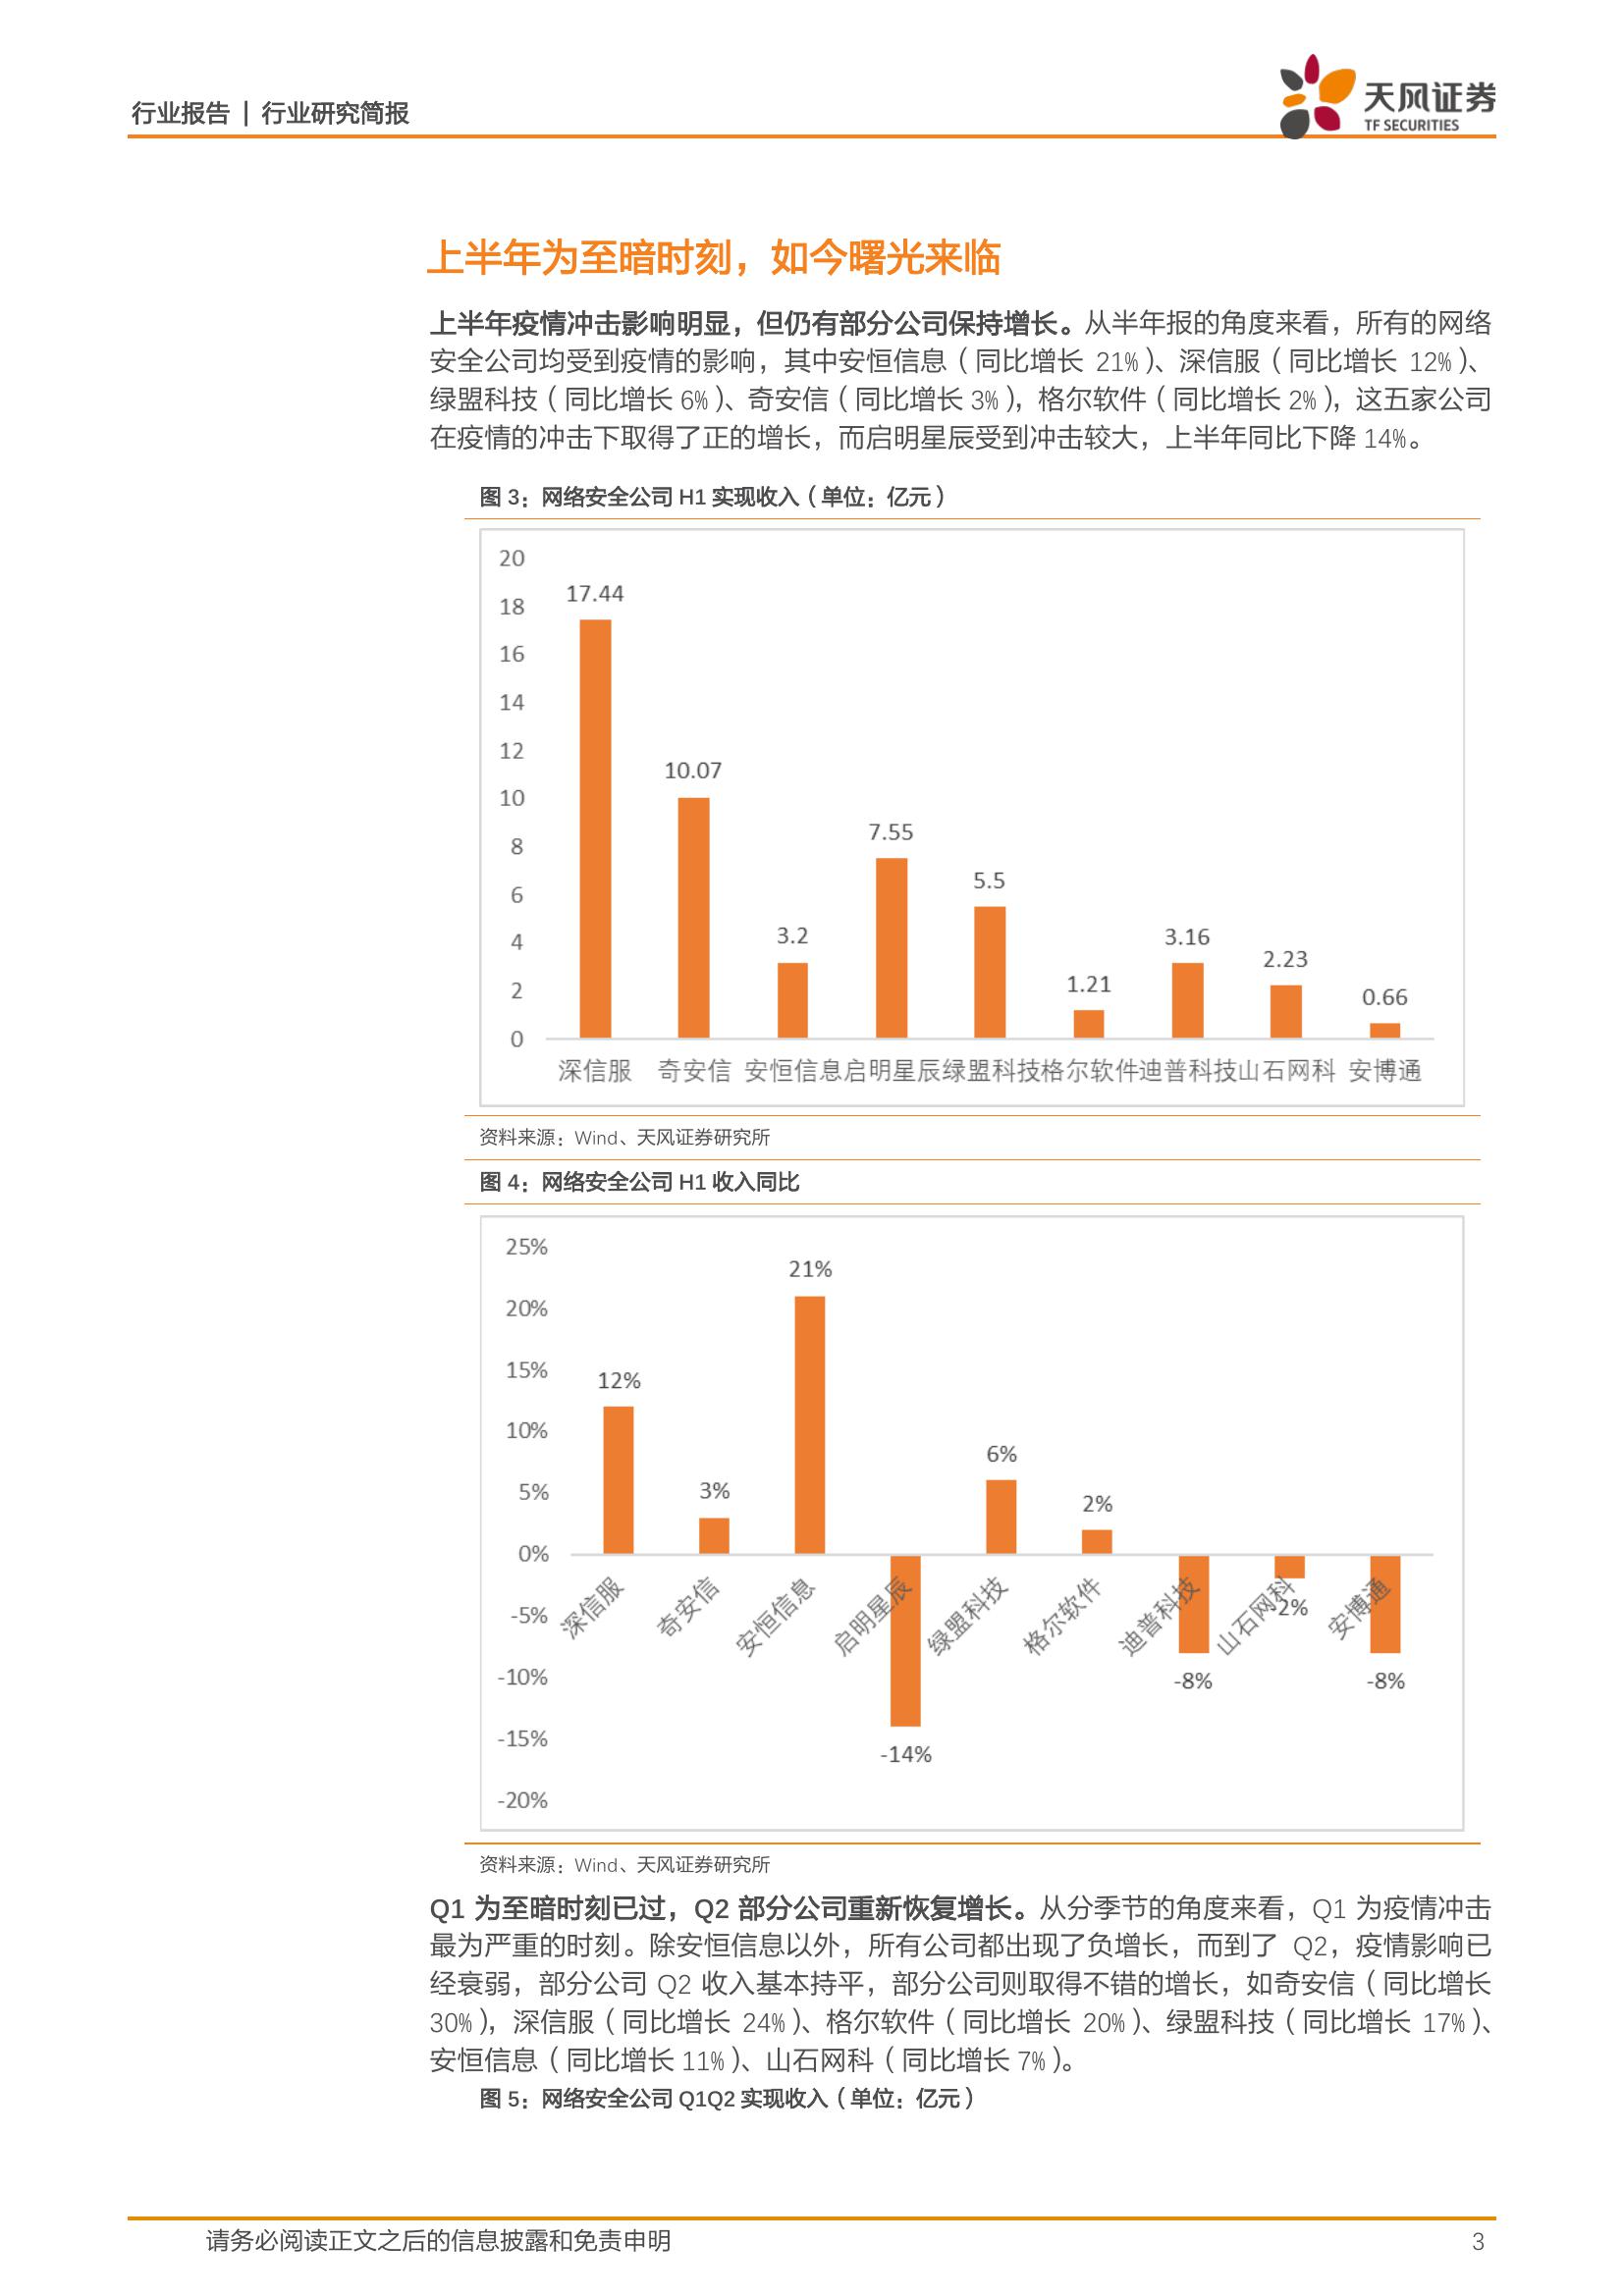 行业报告 | 行业研究简报
天风证券
TF SECURITIES
上半年为至暗时刻，如今曙光来临
上半年疫情冲击影响明显，但仍有部分公司保持增长。从半年报的角度来看，所有的网络
安全公司均受到疫情的影响，其中安恒信息（同比增长 21%）、深信服（同比增长 12%）、
绿盟科技（同比增长 6%）、奇安信（同比增长 3%），格尔软件（同比增长 2%），这五家公司
在疫情的冲击下取得了正的增长，而启明星辰受到冲击较大，上半年同比下降 14%。
图 3：网络安全公司 H1 实现收入（单位：亿元）
20
18
16
14
12
10
8
6
4
2
0
17.44
10.07
3.2
7.55
5.5
1.21
3.16
2.23
0.66
深信服 奇安信 安恒信息 启明星辰 绿盟科技 格尔软件 迪普科技 山石网科 安博通
资料来源：Wind、天风证券研究所
图 4：网络安全公司 H1 收入同比
25%
20%
15%
10%
5%
0%
-5%
-10%
-15%
-20%
12%
3%
21%
-14%
6%
2%
-8%
-2%
-8%
深信服
奇安信
安恒信息
启明星辰
绿盟科技
格尔软件
迪普科技
山石网科
安博通
资料来源：Wind、天风证券研究所
Q1 为至暗时刻已过，Q2 部分公司重新恢复增长。从分季节的角度来看，Q1 为疫情冲击
最为严重的时刻。除安恒信息以外，所有公司都出现了负增长，而到了 Q2，疫情影响已
经衰弱，部分公司 Q2 收入基本持平，部分公司则取得不错的增长，如奇安信（同比增长
30%），深信服（同比增长 24%）、格尔软件（同比增长 20%）、绿盟科技（同比增长 17%）、
安恒信息（同比增长 11%）、山石网科（同比增长 7%）。
图 5：网络安全公司 Q1Q2 实现收入（单位：亿元）
请务必阅读正文之后的信息披露和免责申明
3